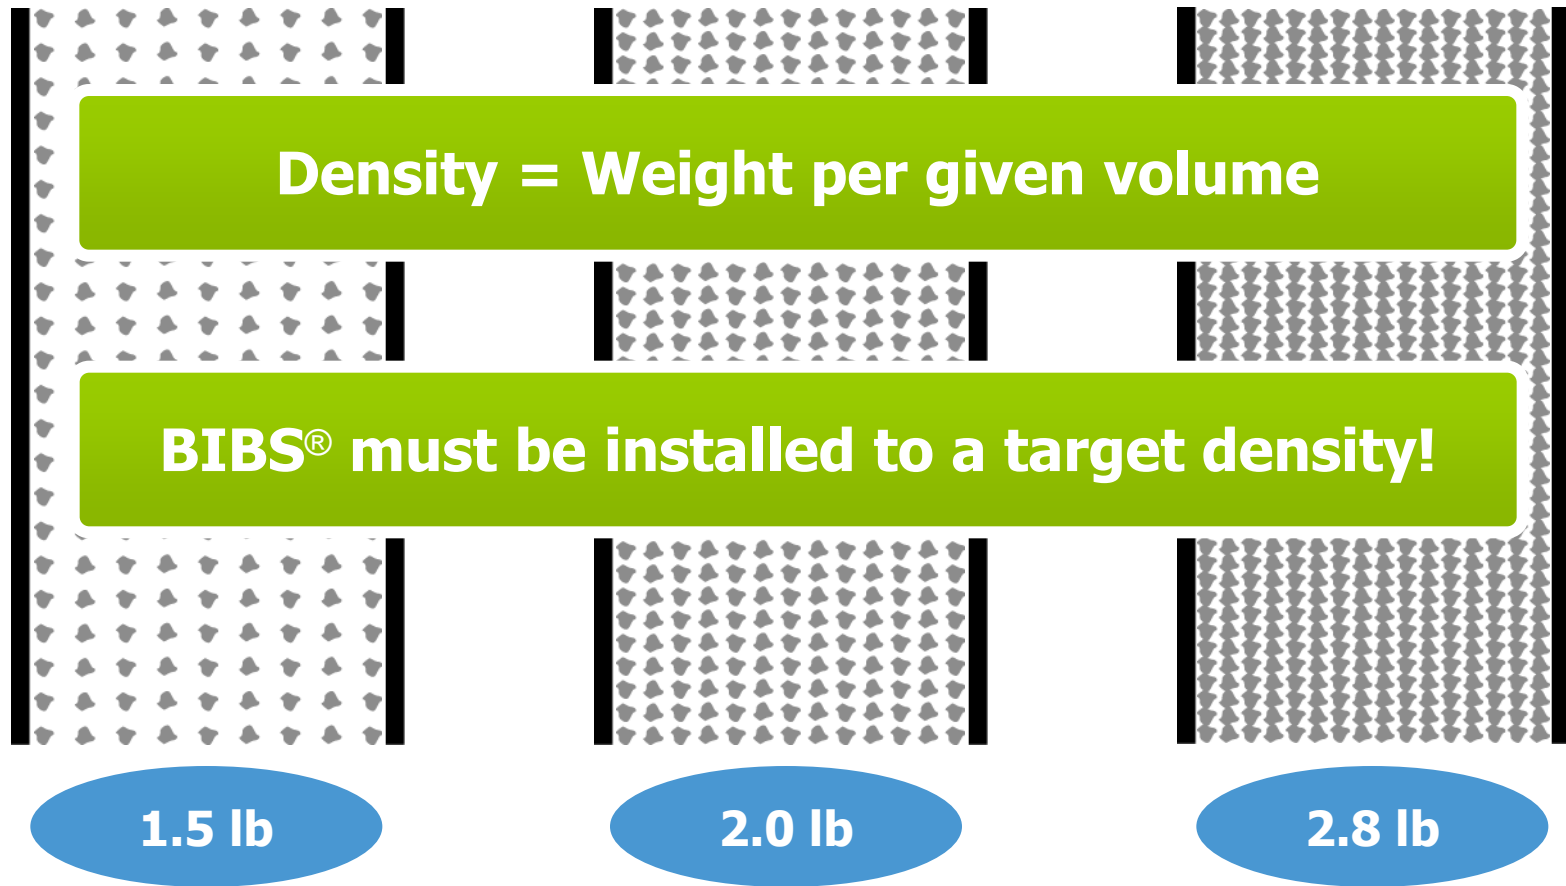 Density = Weight per given volume
BIBS® must be installed to a target density!
1.5 lb
2.0 lb
2.8 lb